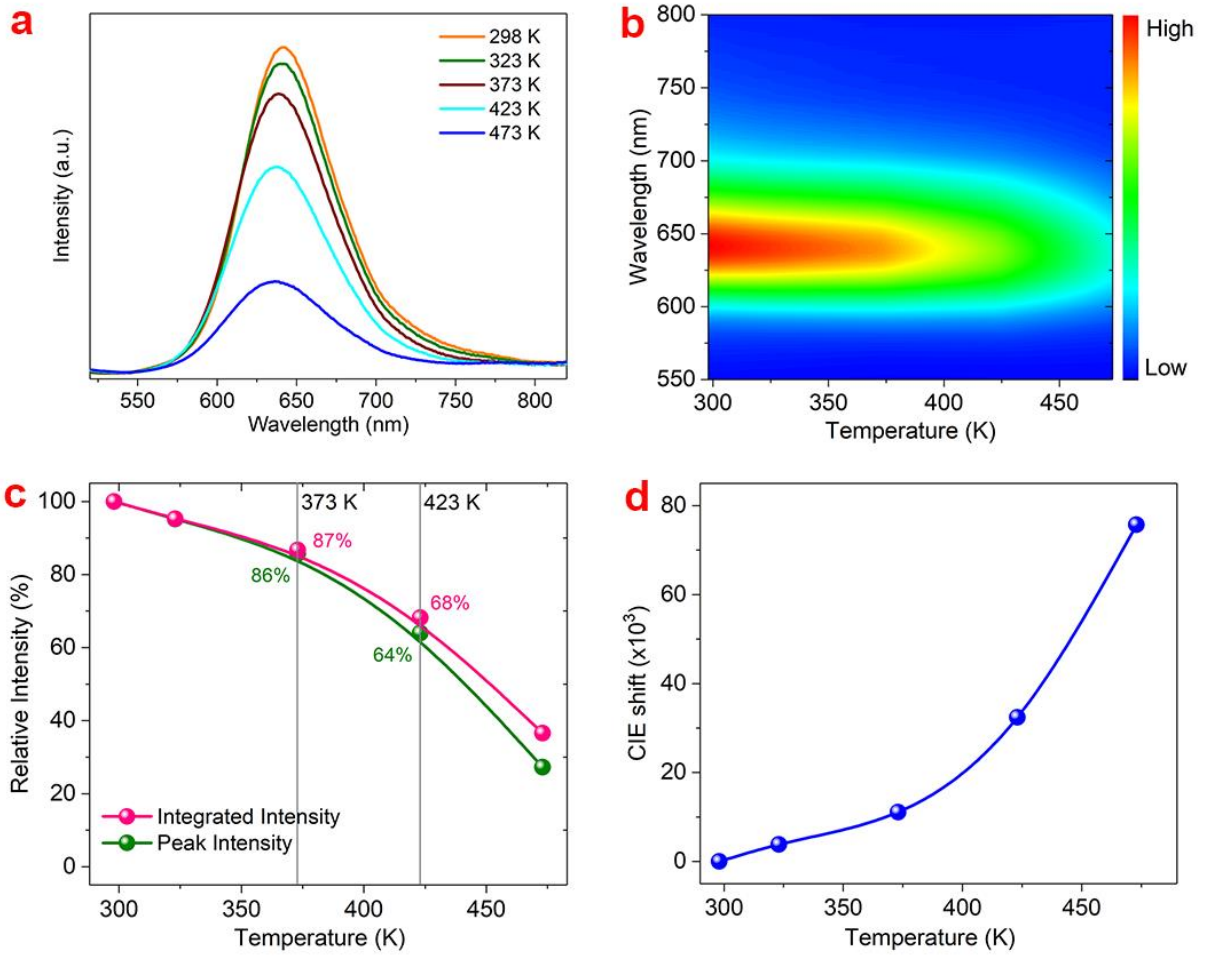 a
298 K
323 K
373 K
423 K
473 K
Intensity (a.u.)
550 600 650 700 750 800
Wavelength (nm)
b
800
750
700
650
600
550
Wavelength (nm)
300 350 400 450
Temperature (K)
High
Low
c
100
80
60
40
20
0
Relative Intensity (%)
373 K
423 K
87%
86%
68%
64%
Integrated Intensity
Peak Intensity
300 350 400 450
Temperature (K)
d
80
60
40
20
0
CIE shift (x10³)
300 350 400 450
Temperature (K)